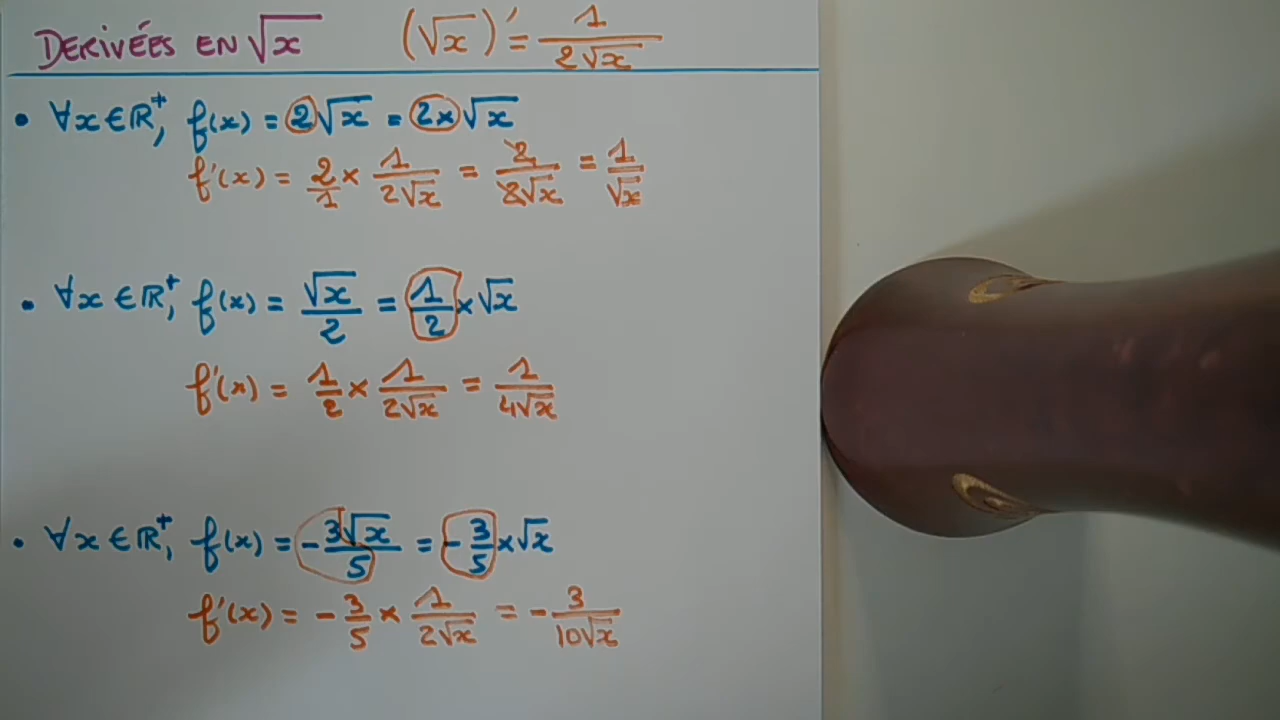 DERIVÉES EN √x (√x)' = 1/(2√x)
• ∀x∈ℝ⁺, f(x) = 2√x = 2×√x
f'(x) = 2/1 × 1/(2√x) = 2/(2√x) = 1/√x
• ∀x∈ℝ⁺, f(x) = √x/2 = 1/2 × √x
f'(x) = 1/2 × 1/(2√x) = 1/(4√x)
• ∀x∈ℝ⁺, f(x) = -3√x/5 = -3/5 × √x
f'(x) = -3/5 × 1/(2√x) = -3/(10√x)